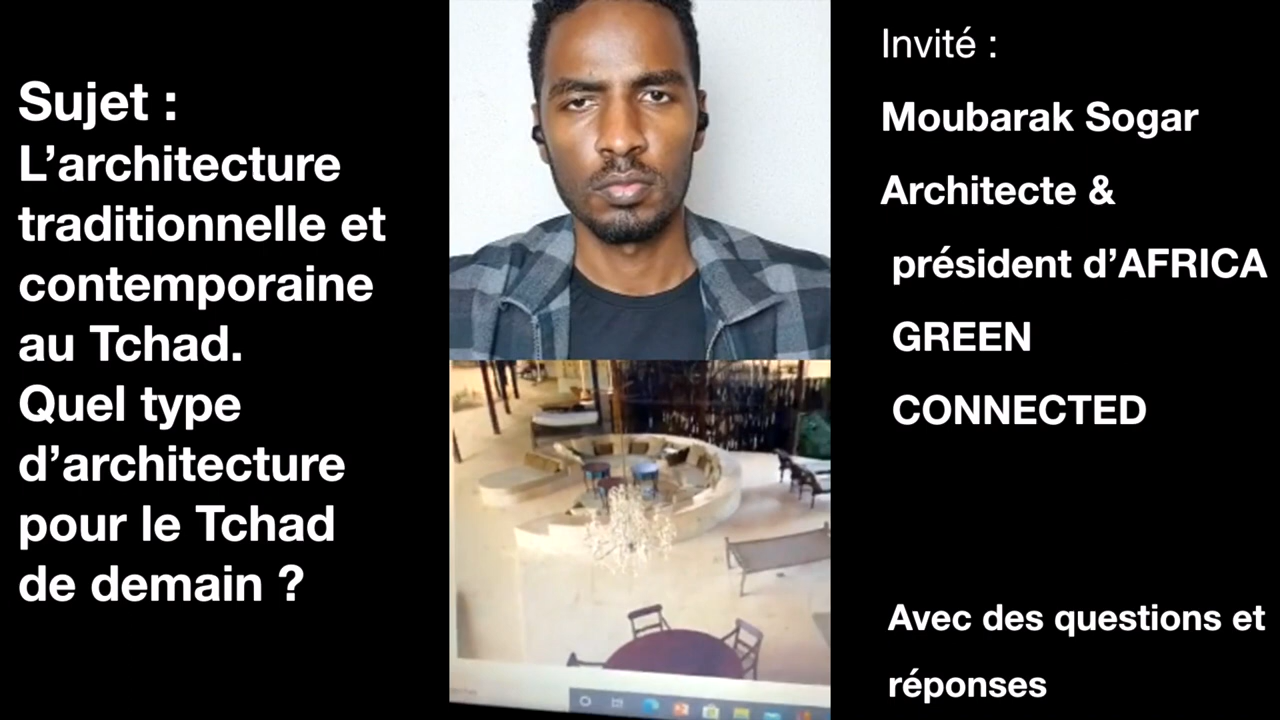 Sujet :
L’architecture
traditionnelle et
contemporaine
au Tchad.
Quel type
d’architecture
pour le Tchad
de demain ?
Invité :
Moubarak Sogar
Architecte &
président d’AFRICA
GREEN
CONNECTED
Avec des questions et
réponses